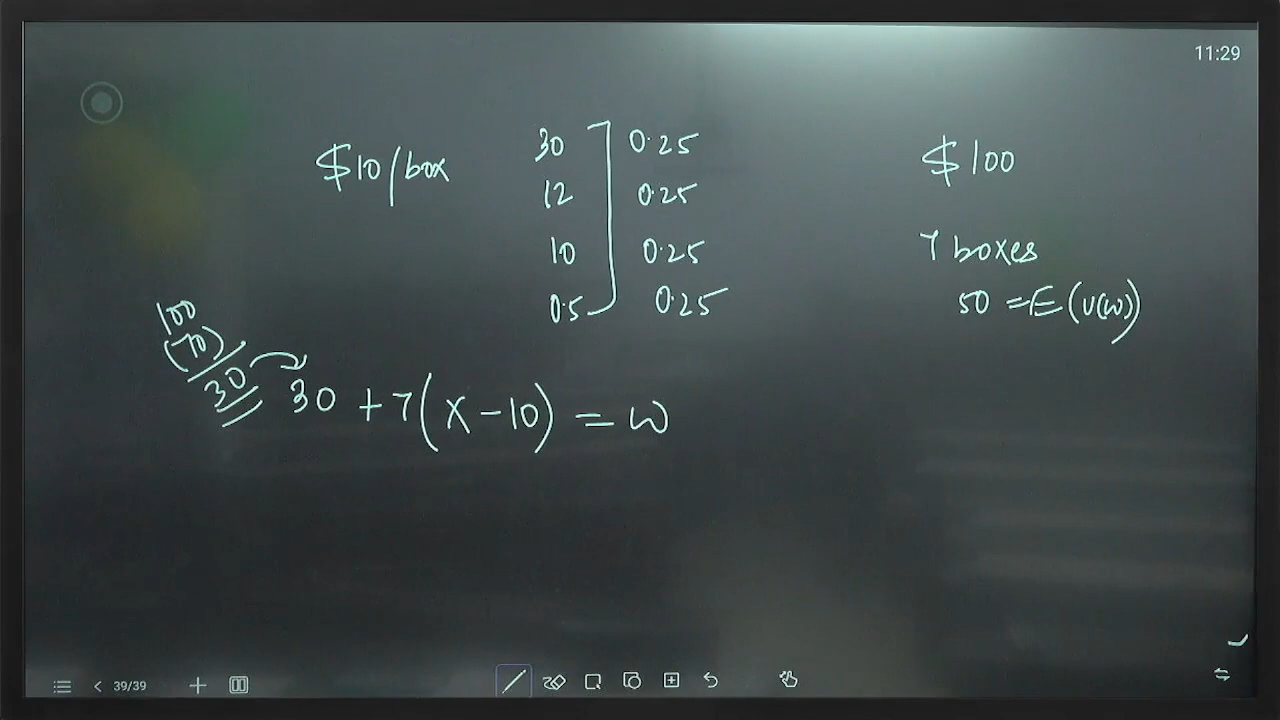 11:29
$10/box
30 0.25
12 0.25
10 0.25
0.5 0.25
$100
7 boxes
50 = E(U(W))
100
(70)
30
30 + 7(X-10) = W
39/39